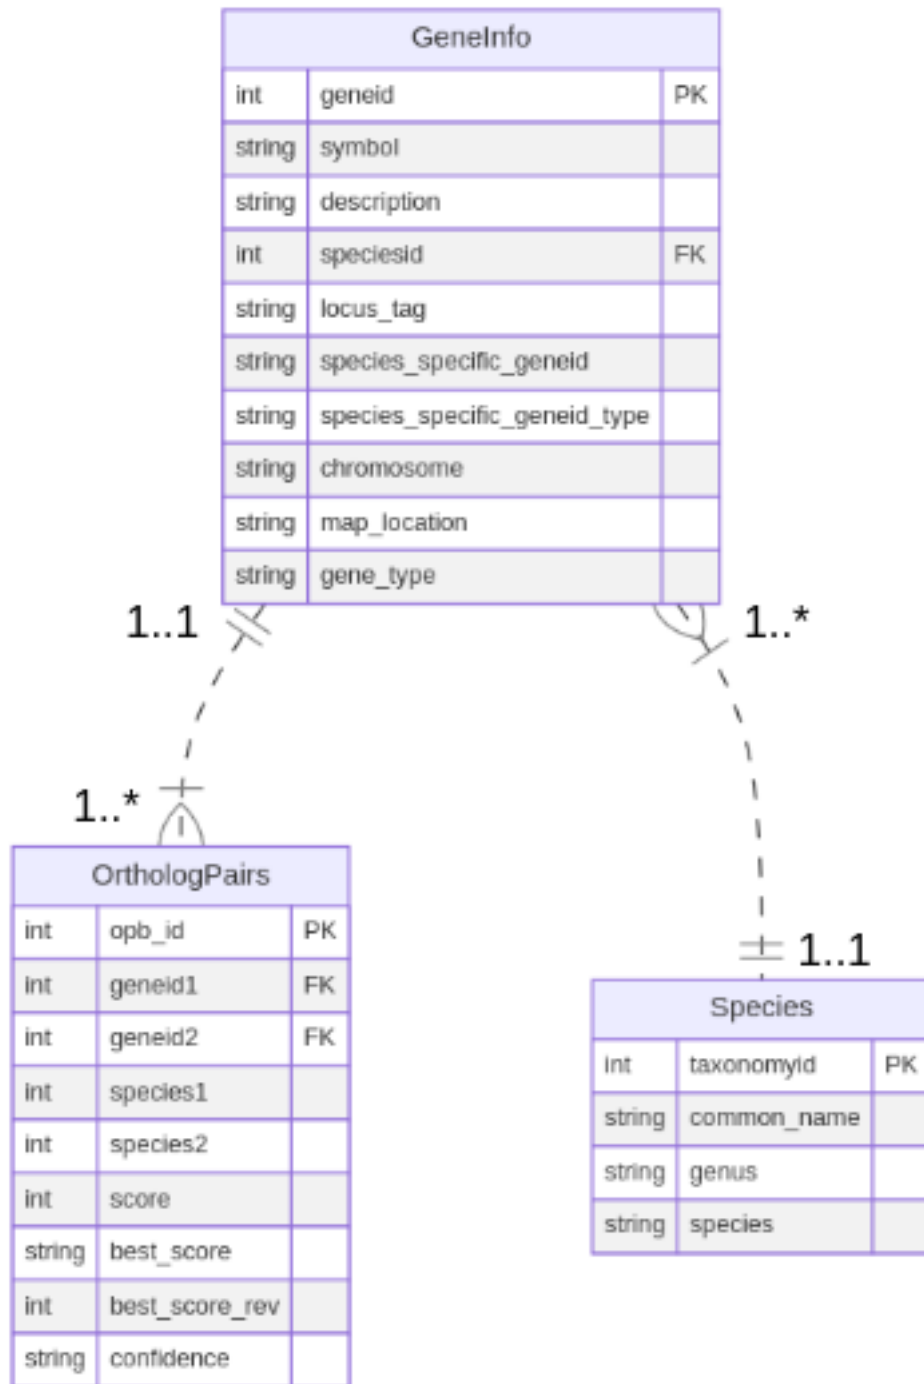 GeneInfo
int geneid PK
string symbol
string description
int speciesid FK
string locus_tag
string species_specific_geneid
string species_specific_geneid_type
string chromosome
string map_location
string gene_type
1..1
1..*
1..*
OrthologPairs
int opb_id PK
int geneid1 FK
int geneid2 FK
int species1
int species2
int score
string best_score
int best_score_rev
string confidence
1..1
Species
int taxonomyid PK
string common_name
string genus
string species